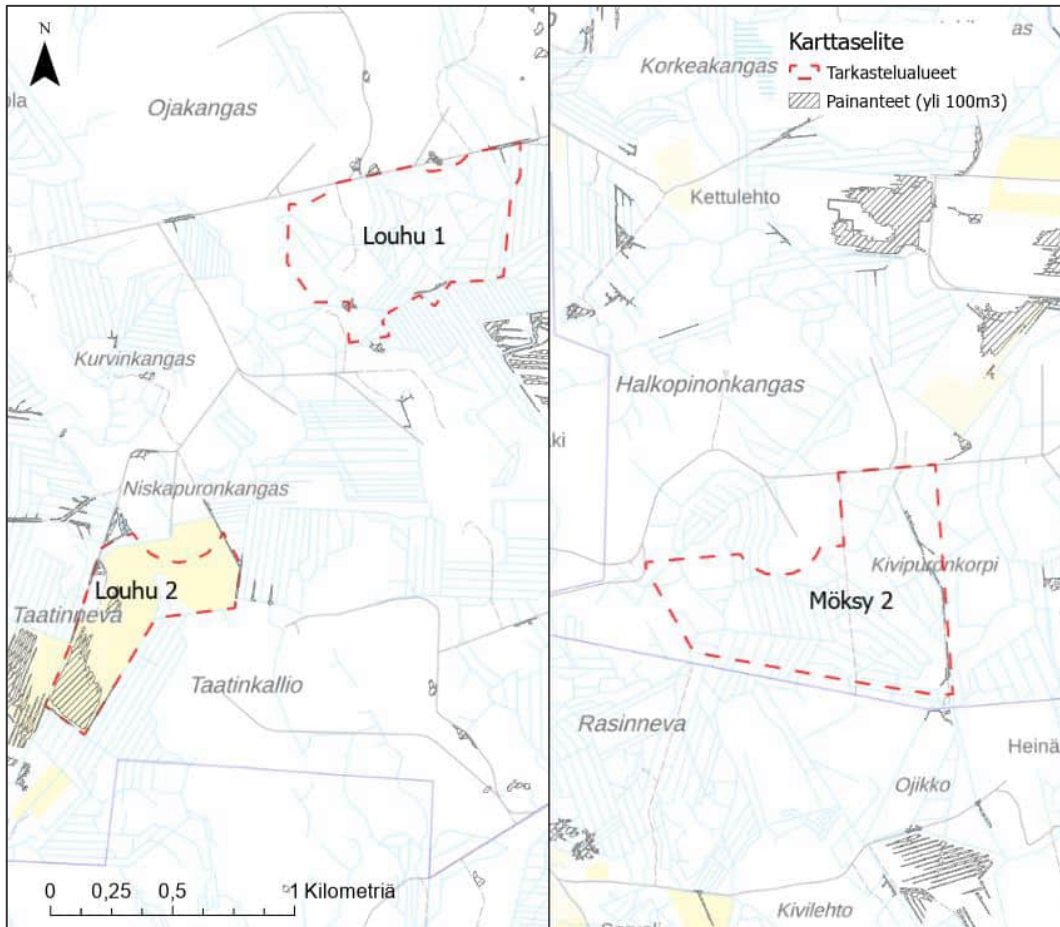 N
Ojakangas
Louhu 1
Kurvinkangas
Niskapuronkangas
Louhu 2
Taatinneva
Taatinkallio
0 0,25 0,5 1 Kilometriä
Karttaselite
Tarkastelualueet
Painanteet (yli 100m3)
as
Korkeakangas
Kettulehto
Halkopinonkangas
Kivipuronkorpi
Möksy 2
Rasinneva
Heinä
Ojikko
Kivilehto